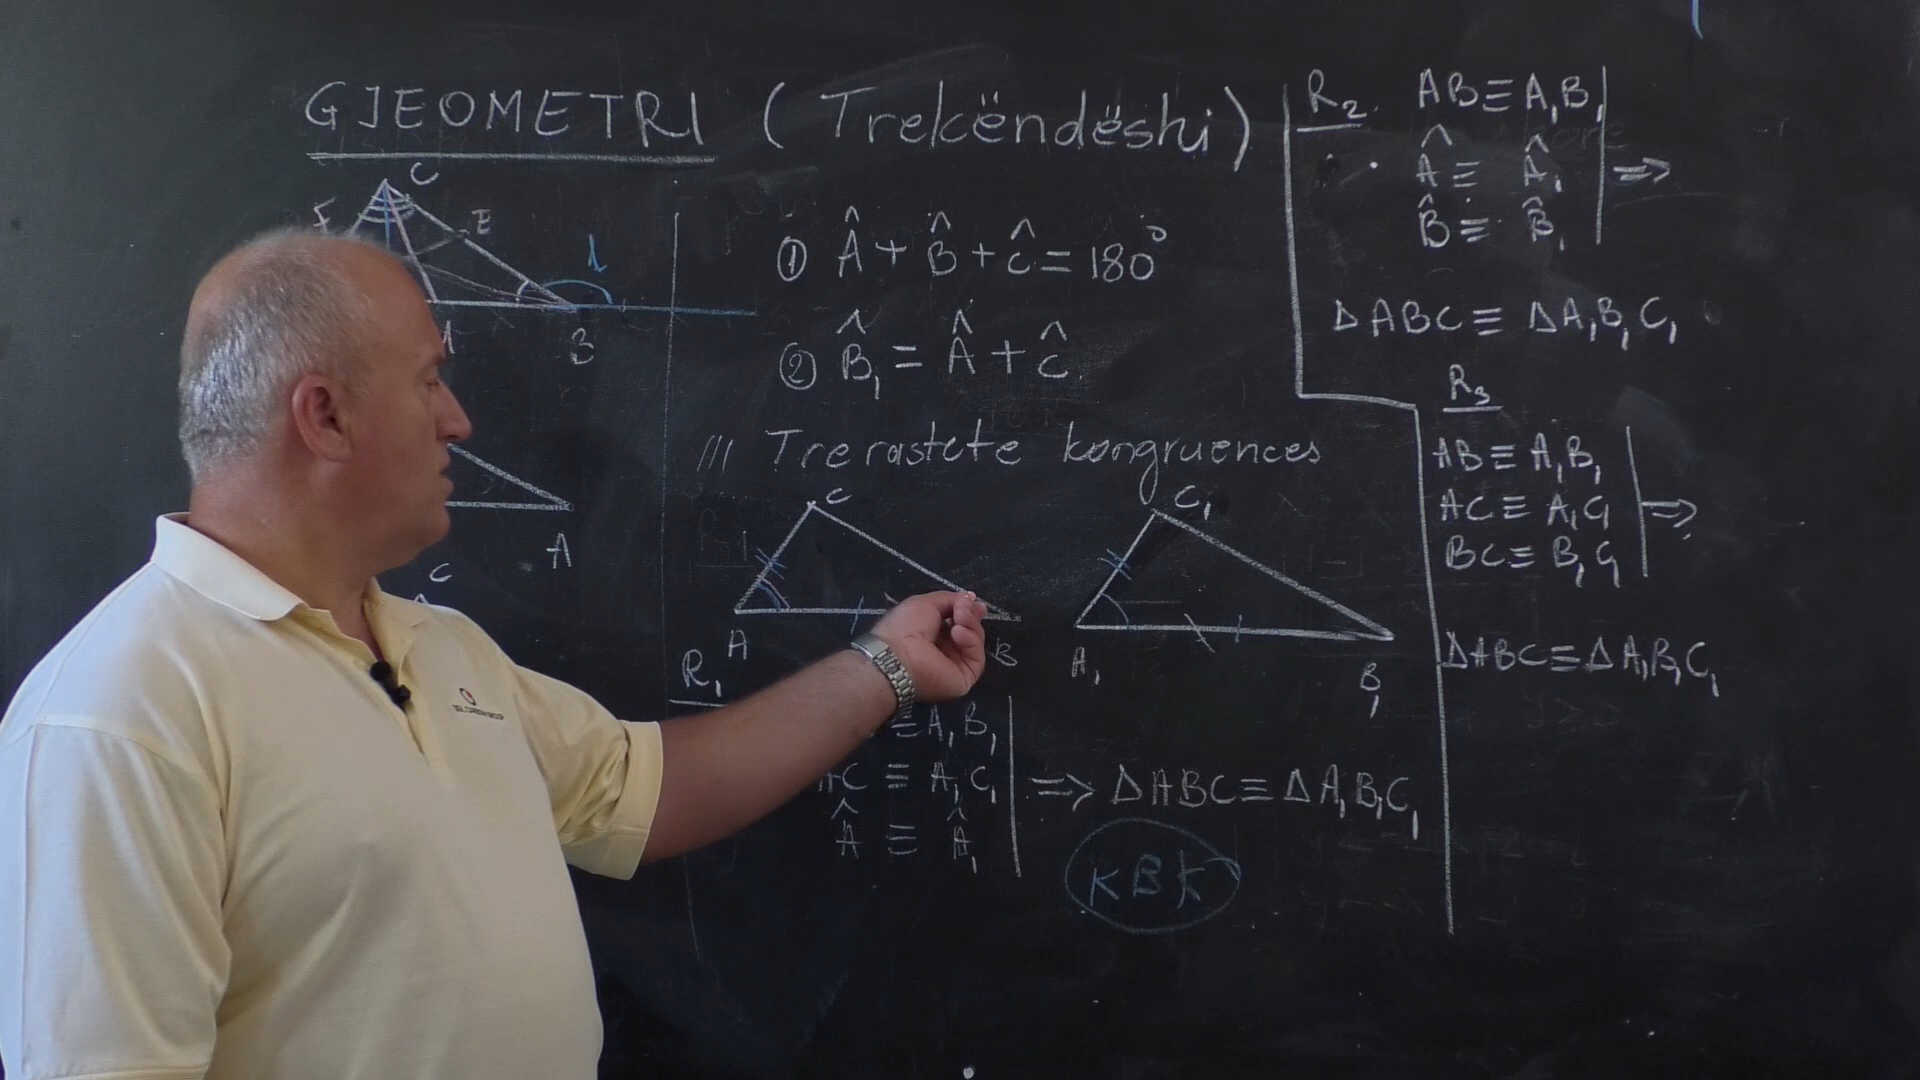 GJEOMETRI (Trekëndëshi)
C
E
l
B
① Â + B̂ + Ĉ = 180°
② B̂₁ = Â + Ĉ
III Tre rastete kongruences
A
C
C
A
B
C₁
A₁
B₁
R₁
≡ A₁B₁
AC ≡ A₁C₁
Â ≡ Â₁
=> ΔABC ≡ ΔA₁B₁C₁
KBK
R₂
AB ≡ A₁B₁
Â ≡ Â₁
B̂ ≡ B̂₁
=>
ΔABC ≡ ΔA₁B₁C₁
R₃
AB ≡ A₁B₁
AC ≡ A₁C₁
BC ≡ B₁C₁
=>
ΔABC ≡ ΔA₁B₁C₁